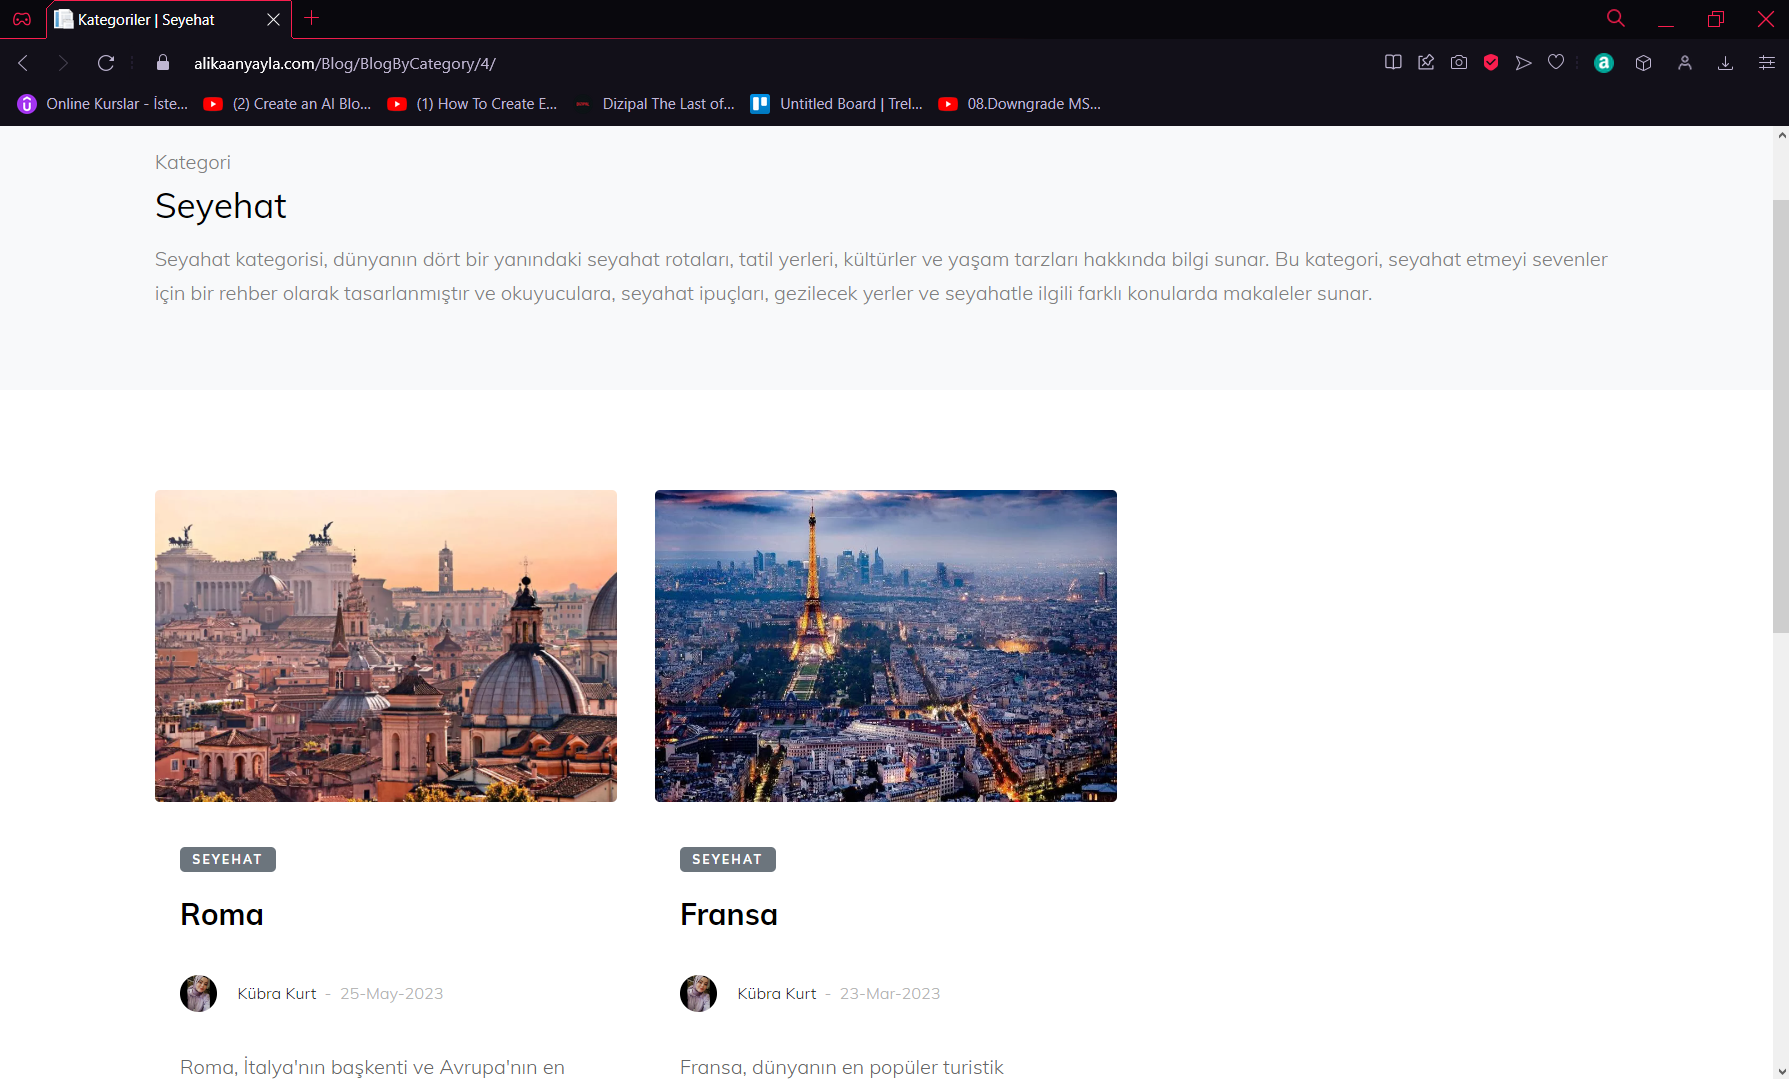 Kategoriler | Seyehat
alikaanyayla.com/Blog/BlogByCategory/4/
Online Kurslar - İste...
(2) Create an AI Blo...
(1) How To Create E...
Dizipal The Last of...
Untitled Board | Trel...
08.Downgrade MS...
Kategori
Seyehat
Seyahat kategorisi, dünyanın dört bir yanındaki seyahat rotaları, tatil yerleri, kültürler ve yaşam tarzları hakkında bilgi sunar. Bu kategori, seyahat etmeyi sevenler
için bir rehber olarak tasarlanmıştır ve okuyuculara, seyahat ipuçları, gezilecek yerler ve seyahatle ilgili farklı konularda makaleler sunar.
SEYEHAT
Roma
Kübra Kurt - 25-May-2023
Roma, İtalya'nın başkenti ve Avrupa'nın en
SEYEHAT
Fransa
Kübra Kurt - 23-Mar-2023
Fransa, dünyanın en popüler turistik